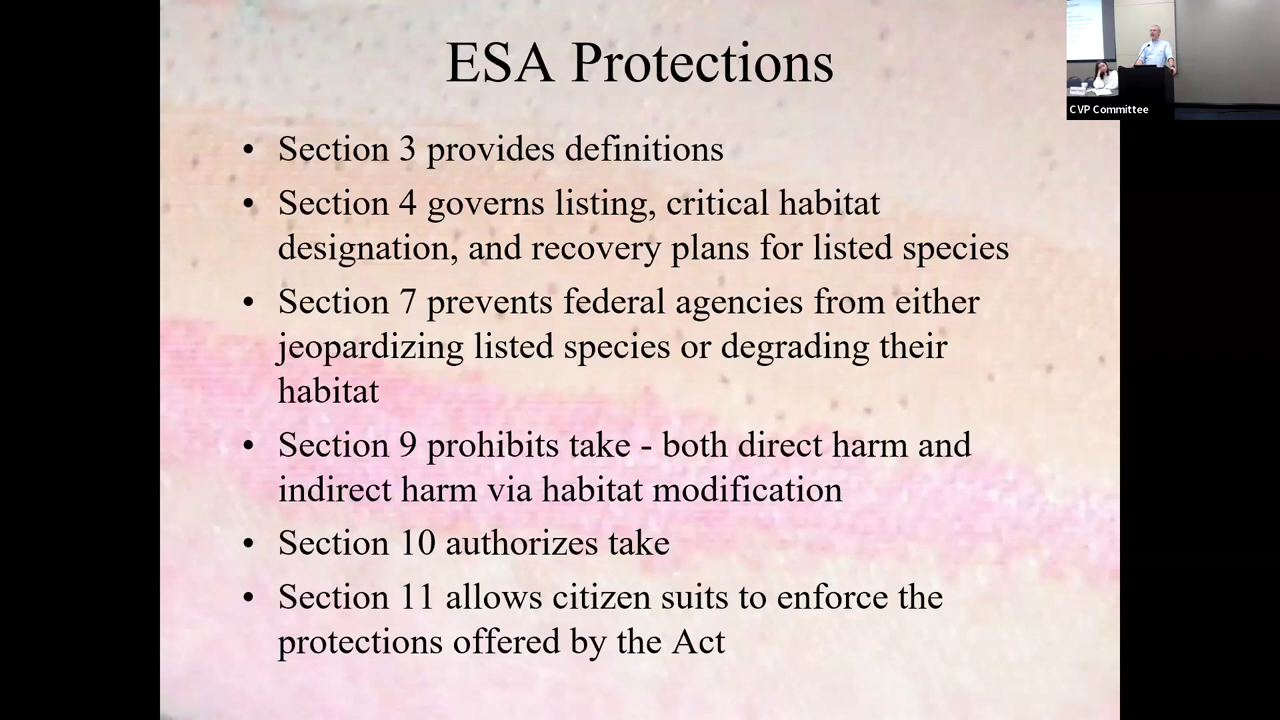 ESA Protections
CVP Committee
• Section 3 provides definitions
• Section 4 governs listing, critical habitat
designation, and recovery plans for listed species
• Section 7 prevents federal agencies from either
jeopardizing listed species or degrading their
habitat
• Section 9 prohibits take - both direct harm and
indirect harm via habitat modification
• Section 10 authorizes take
• Section 11 allows citizen suits to enforce the
protections offered by the Act